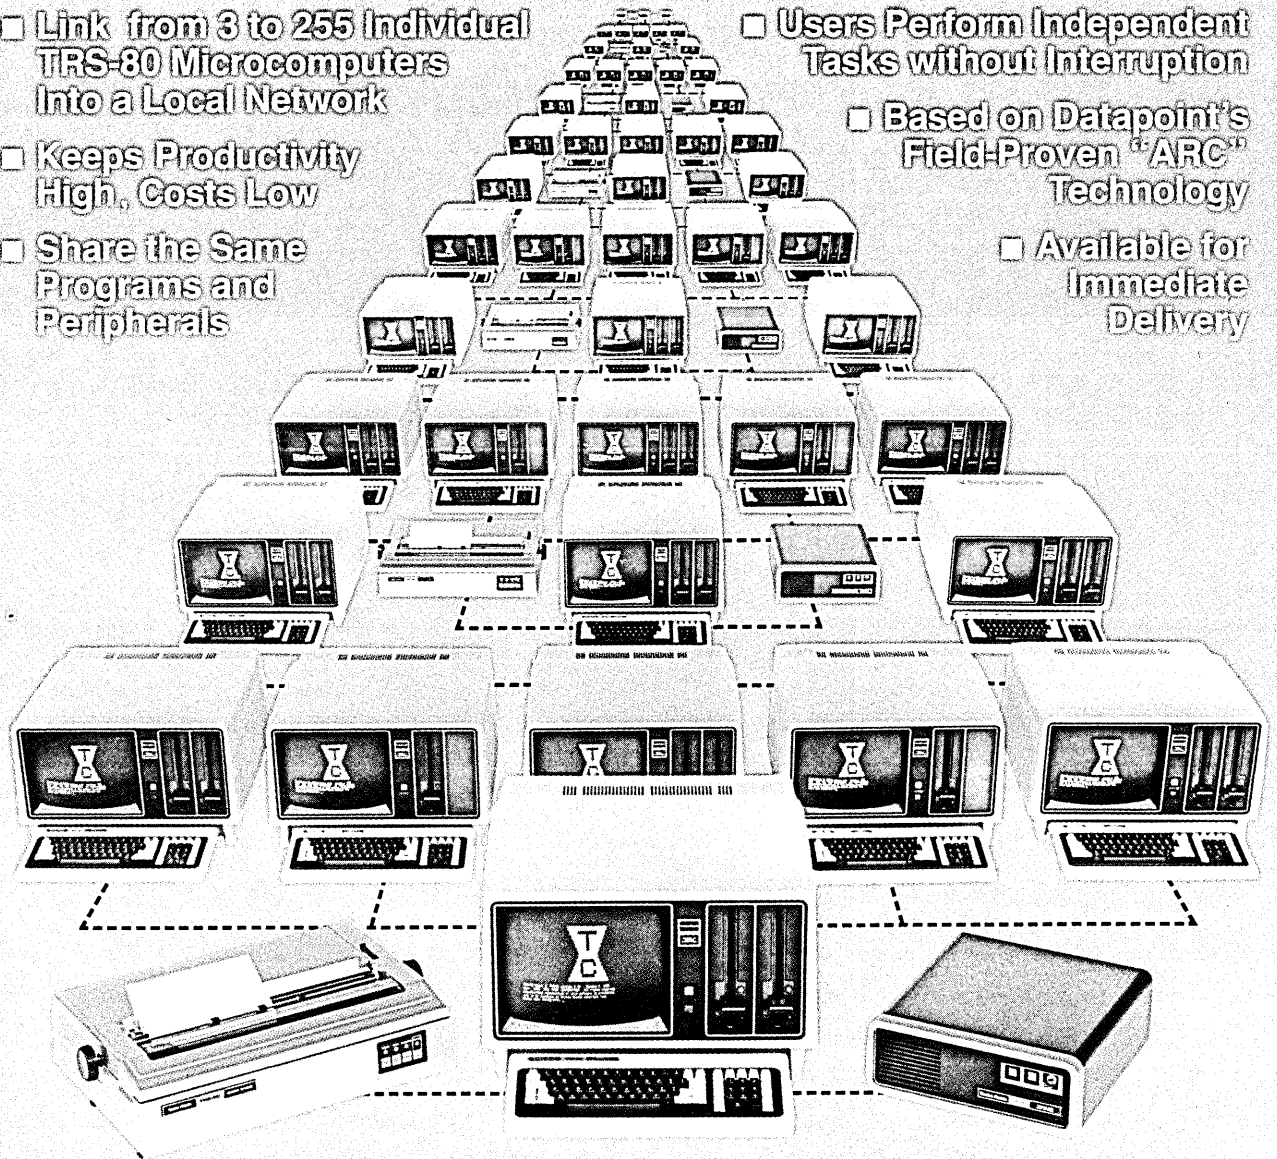 Link from 3 to 255 Individual
TRS-80 Microcomputers
Into a Local Network
Keeps Productivity
High, Costs Low
Share the Same
Programs and
Peripherals
Users Perform Independent
Tasks without Interruption
Based on Datapoint's
Field-Proven “ARC”
Technology
Available for
Immediate
Delivery
T
C